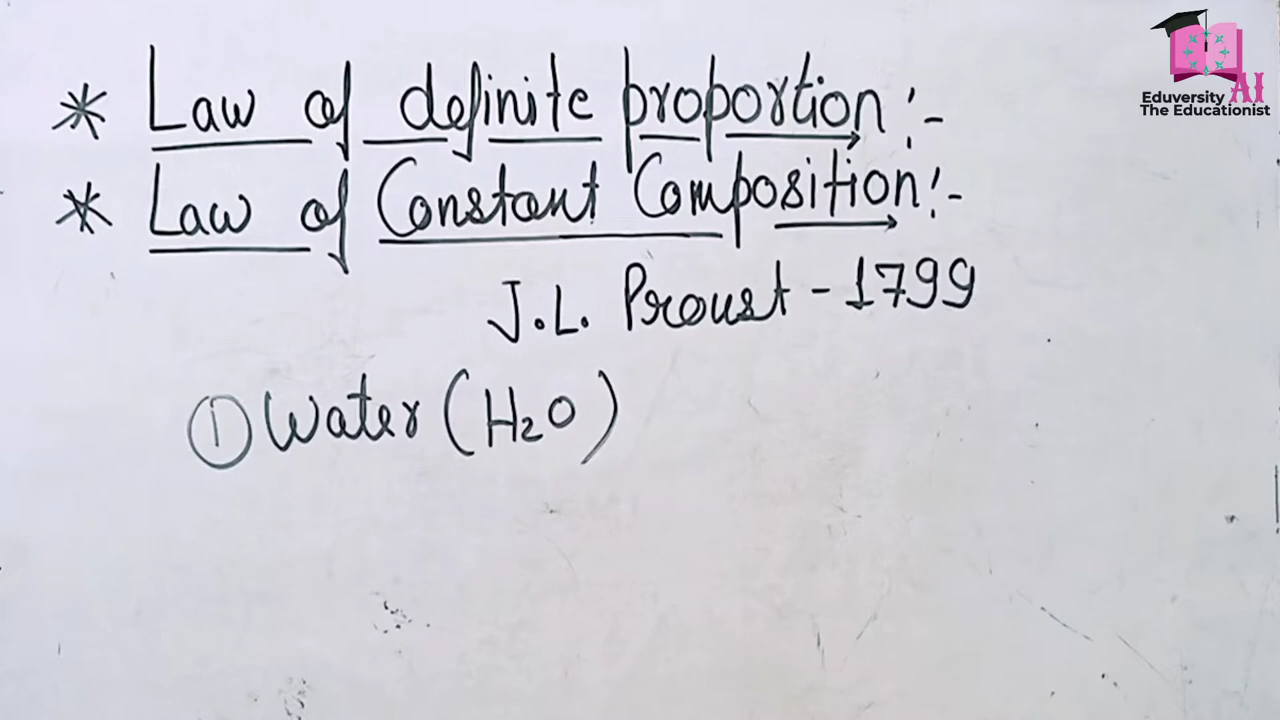 * Law of definite proportion:-
* Law of Constant Composition:-
J.L. Proust - 1799
① Water (H₂O)
AI
Eduversity
The Educationist